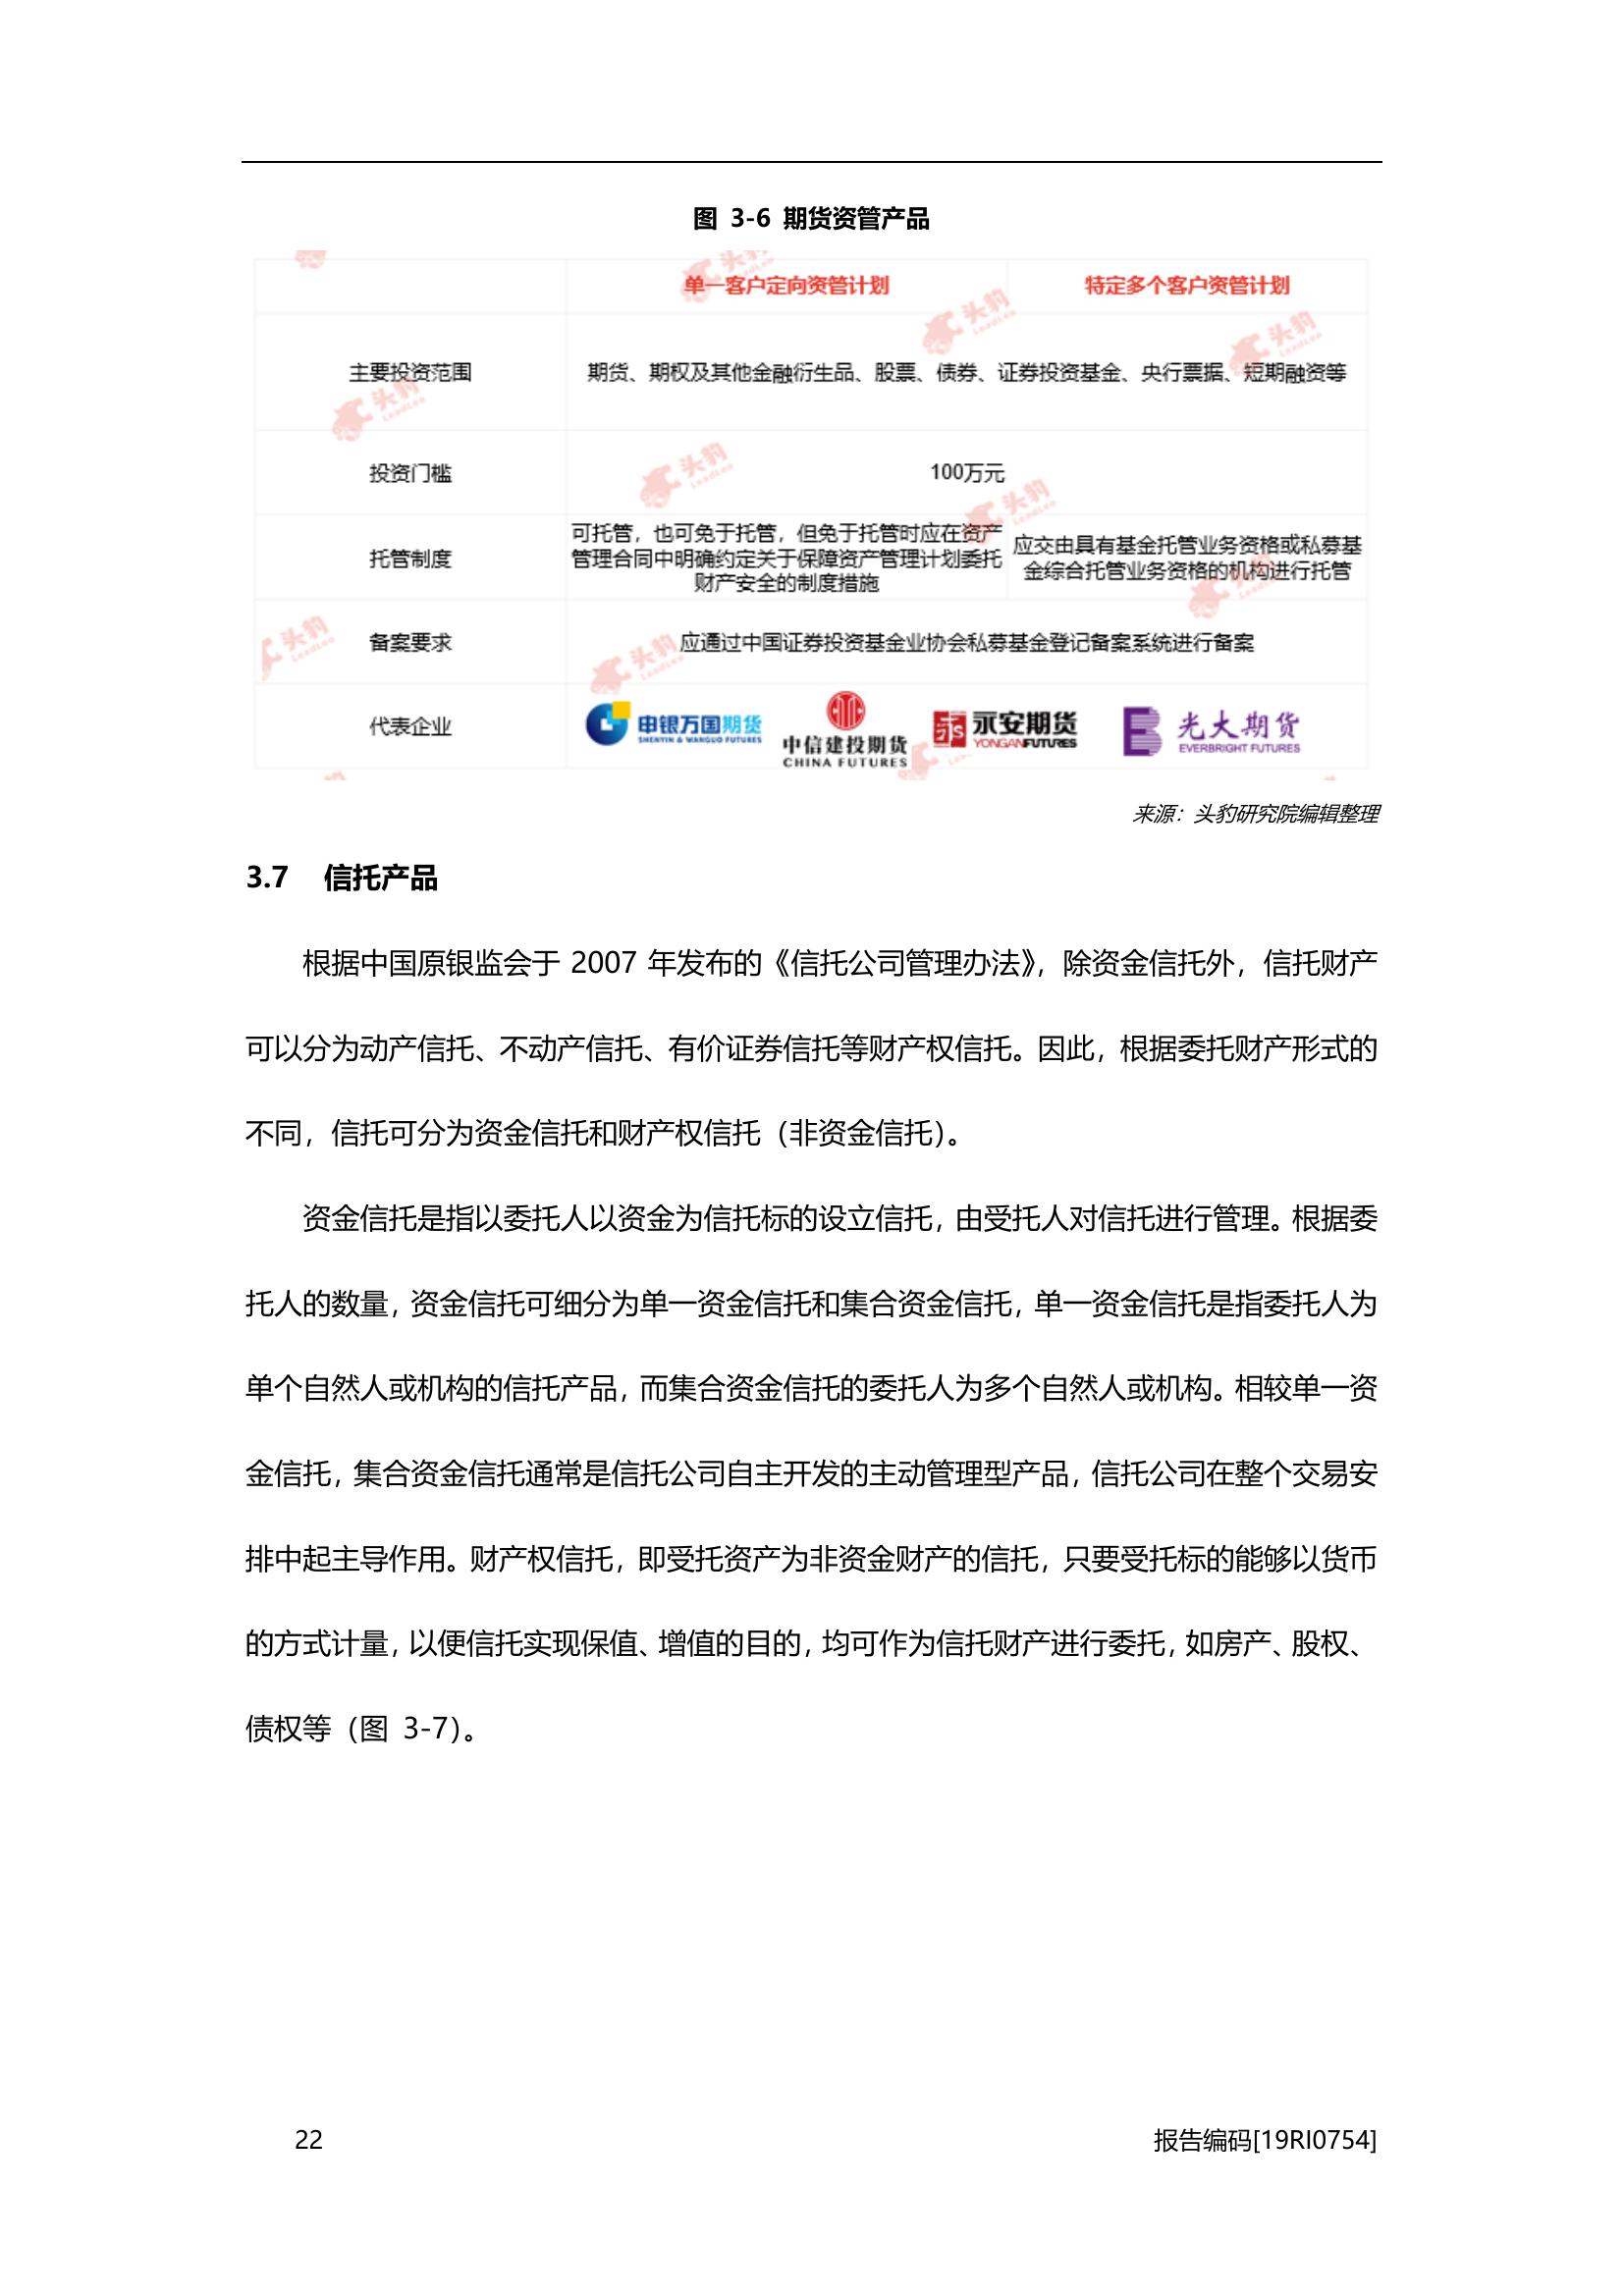 图 3-6 期货资管产品
单一客户定向资管计划 特定多个客户资管计划
主要投资范围 期货、期权及其他金融衍生品、股票、债券、证券投资基金、央行票据、短期融资等
投资门槛 100万元
托管制度
可托管，也可免于托管，但免于托管时应在资产
管理合同中明确约定关于保障资产管理计划委托
财产安全的制度措施
应交由具有基金托管业务资格或私募基
金综合托管业务资格的机构进行托管
备案要求 应通过中国证券投资基金业协会私募基金登记备案系统进行备案
代表企业
申银万国期货
SHENYIN & WANGUO FUTURES
中信建投期货
CHINA FUTURES
永安期货
YONGANFUTURES
光大期货
EVERBRIGHT FUTURES
头豹
LeadLeo
来源：头豹研究院编辑整理
3.7 信托产品
根据中国原银监会于 2007 年发布的《信托公司管理办法》，除资金信托外，信托财产
可以分为动产信托、不动产信托、有价证券信托等财产权信托。因此，根据委托财产形式的
不同，信托可分为资金信托和财产权信托（非资金信托）。
资金信托是指以委托人以资金为信托标的设立信托，由受托人对信托进行管理。根据委
托人的数量，资金信托可细分为单一资金信托和集合资金信托，单一资金信托是指委托人为
单个自然人或机构的信托产品，而集合资金信托的委托人为多个自然人或机构。相较单一资
金信托，集合资金信托通常是信托公司自主开发的主动管理型产品，信托公司在整个交易安
排中起主导作用。财产权信托，即受托资产为非资金财产的信托，只要受托标的能够以货币
的方式计量，以便信托实现保值、增值的目的，均可作为信托财产进行委托，如房产、股权、
债权等（图 3-7）。
22 报告编码[19RI0754]